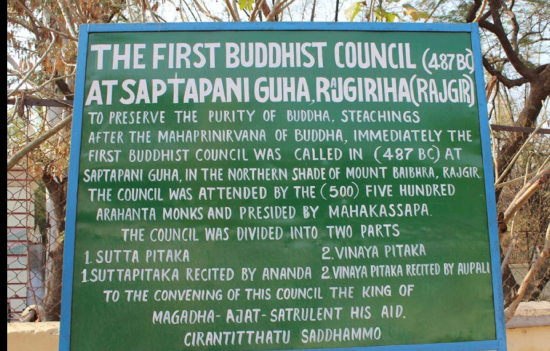 THE FIRST BUDDHIST COUNCIL (487 BC)
AT SAPTAPANI GUHA, RAJGIRIHA (RAJGIR)
TO PRESERVE THE PURITY OF BUDDHA, STEACHINGS
AFTER THE MAHAPRINIRVANA OF BUDDHA, IMMEDIATELY THE
FIRST BUDDHIST COUNCIL WAS CALLED IN (487 BC) AT
SAPTAPANI GUHA, IN THE NORTHERN SHADE OF MOUNT BAIBHRA, RAJGIR
THE COUNCIL WAS ATTENDED BY THE (500) FIVE HUNDRED
ARAHANTA MONKS AND PRESIDED BY MAHAKASSAPA.
THE COUNCIL WAS DIVIDED INTO TWO PARTS
1. SUTTA PITAKA 2. VINAYA PITAKA
1. SUTTAPITAKA RECITED BY ANANDA 2. VINAYA PITAKA RECITED BY AUPALI
TO THE CONVENING OF THIS COUNCIL THE KING OF
MAGADHA- AJAT-SATRULENT HIS AID.
CIRANTITTHATU SADDHAMMO